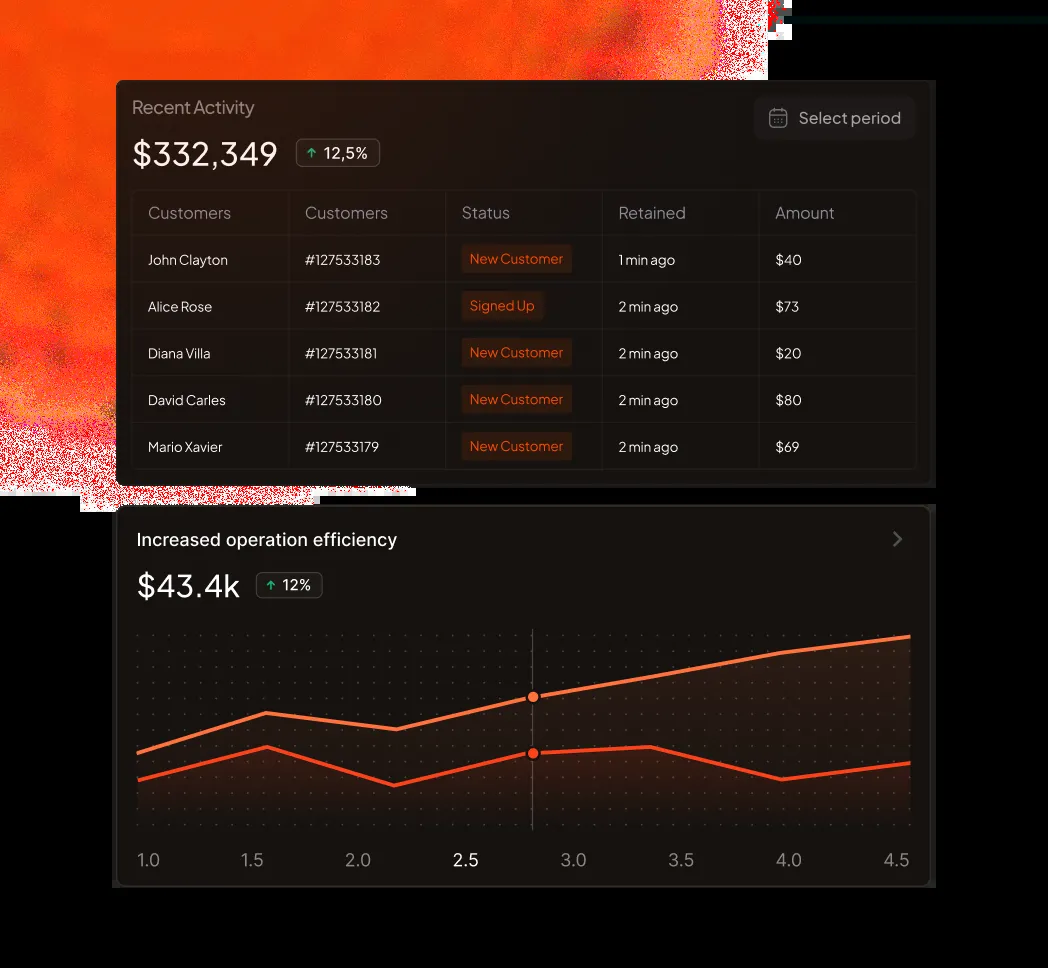 Recent Activity
Select period
$332,349 12,5%
Customers Customers Status Retained Amount
John Clayton #127533183 New Customer 1 min ago $40
Alice Rose #127533182 Signed Up 2 min ago $73
Diana Villa #127533181 New Customer 2 min ago $20
David Carles #127533180 New Customer 2 min ago $80
Mario Xavier #127533179 New Customer 2 min ago $69
Increased operation efficiency
$43.4k 12%
1.0 1.5 2.0 2.5 3.0 3.5 4.0 4.5